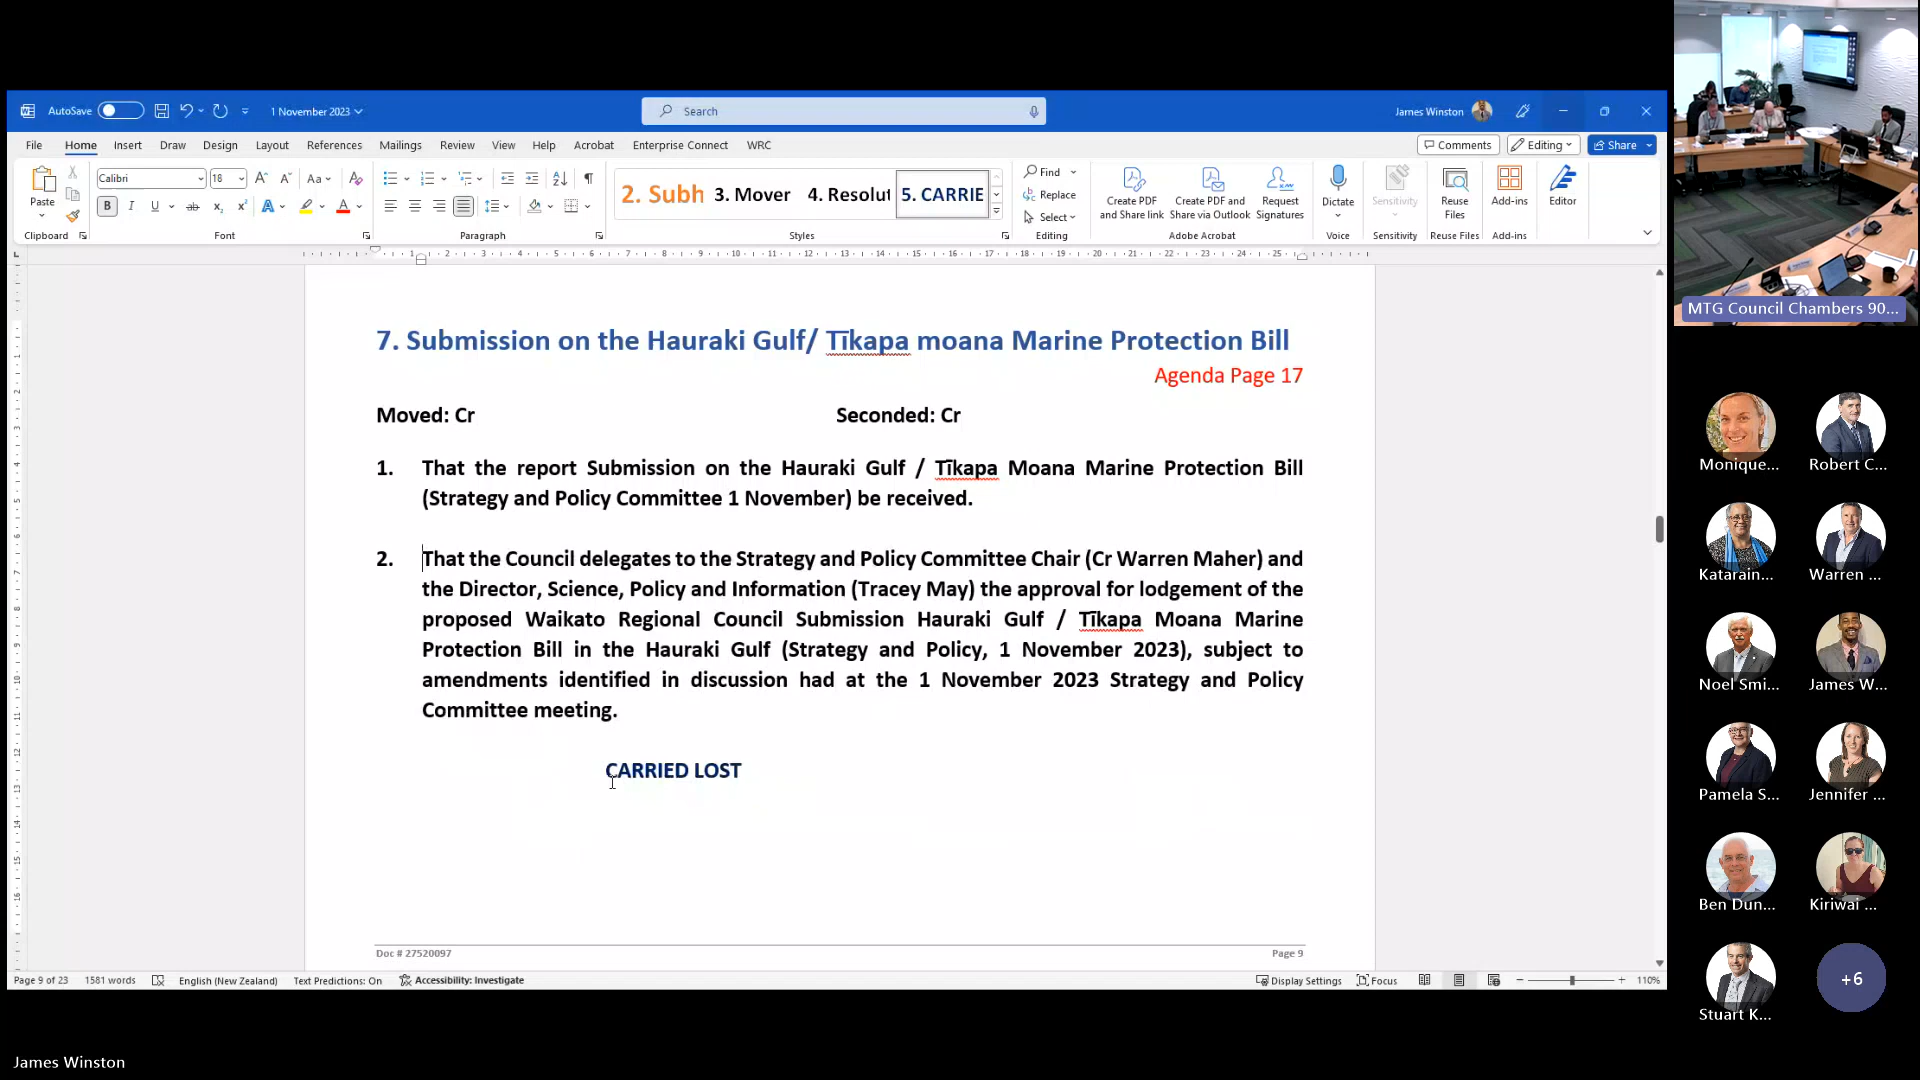 AutoSave
1 November 2023
Search
James Winston
File Home Insert Draw Design Layout References Mailings Review View Help Acrobat Enterprise Connect WRC
Comments Editing Share
Paste
Clipboard
Calibri 18
Font
Paragraph
2. Subh 3. Mover 4. Resolut 5. CARRIE
Styles
Find
Replace
Select
Editing
Create PDF and Share link
Create PDF and Share via Outlook
Request Signatures
Adobe Acrobat
Dictate
Voice
Sensitivity
Sensitivity
Reuse Files
Reuse Files
Add-ins
Add-ins
Editor
7. Submission on the Hauraki Gulf/ Tīkapa moana Marine Protection Bill
Agenda Page 17
Moved: Cr Seconded: Cr
1. That the report Submission on the Hauraki Gulf / Tīkapa Moana Marine Protection Bill
(Strategy and Policy Committee 1 November) be received.
2. That the Council delegates to the Strategy and Policy Committee Chair (Cr Warren Maher) and
the Director, Science, Policy and Information (Tracey May) the approval for lodgement of the
proposed Waikato Regional Council Submission Hauraki Gulf / Tīkapa Moana Marine
Protection Bill in the Hauraki Gulf (Strategy and Policy, 1 November 2023), subject to
amendments identified in discussion had at the 1 November 2023 Strategy and Policy
Committee meeting.
CARRIED LOST
Doc # 27520097 Page 9
Page 9 of 23 1581 words English (New Zealand) Text Predictions: On Accessibility: Investigate Display Settings Focus 110%
MTG Council Chambers 90...
Monique... Robert C...
Katarain... Warren ...
Noel Smi... James W...
Pamela S... Jennifer ...
Ben Dun... Kiriwai ...
Stuart K... +6
James Winston